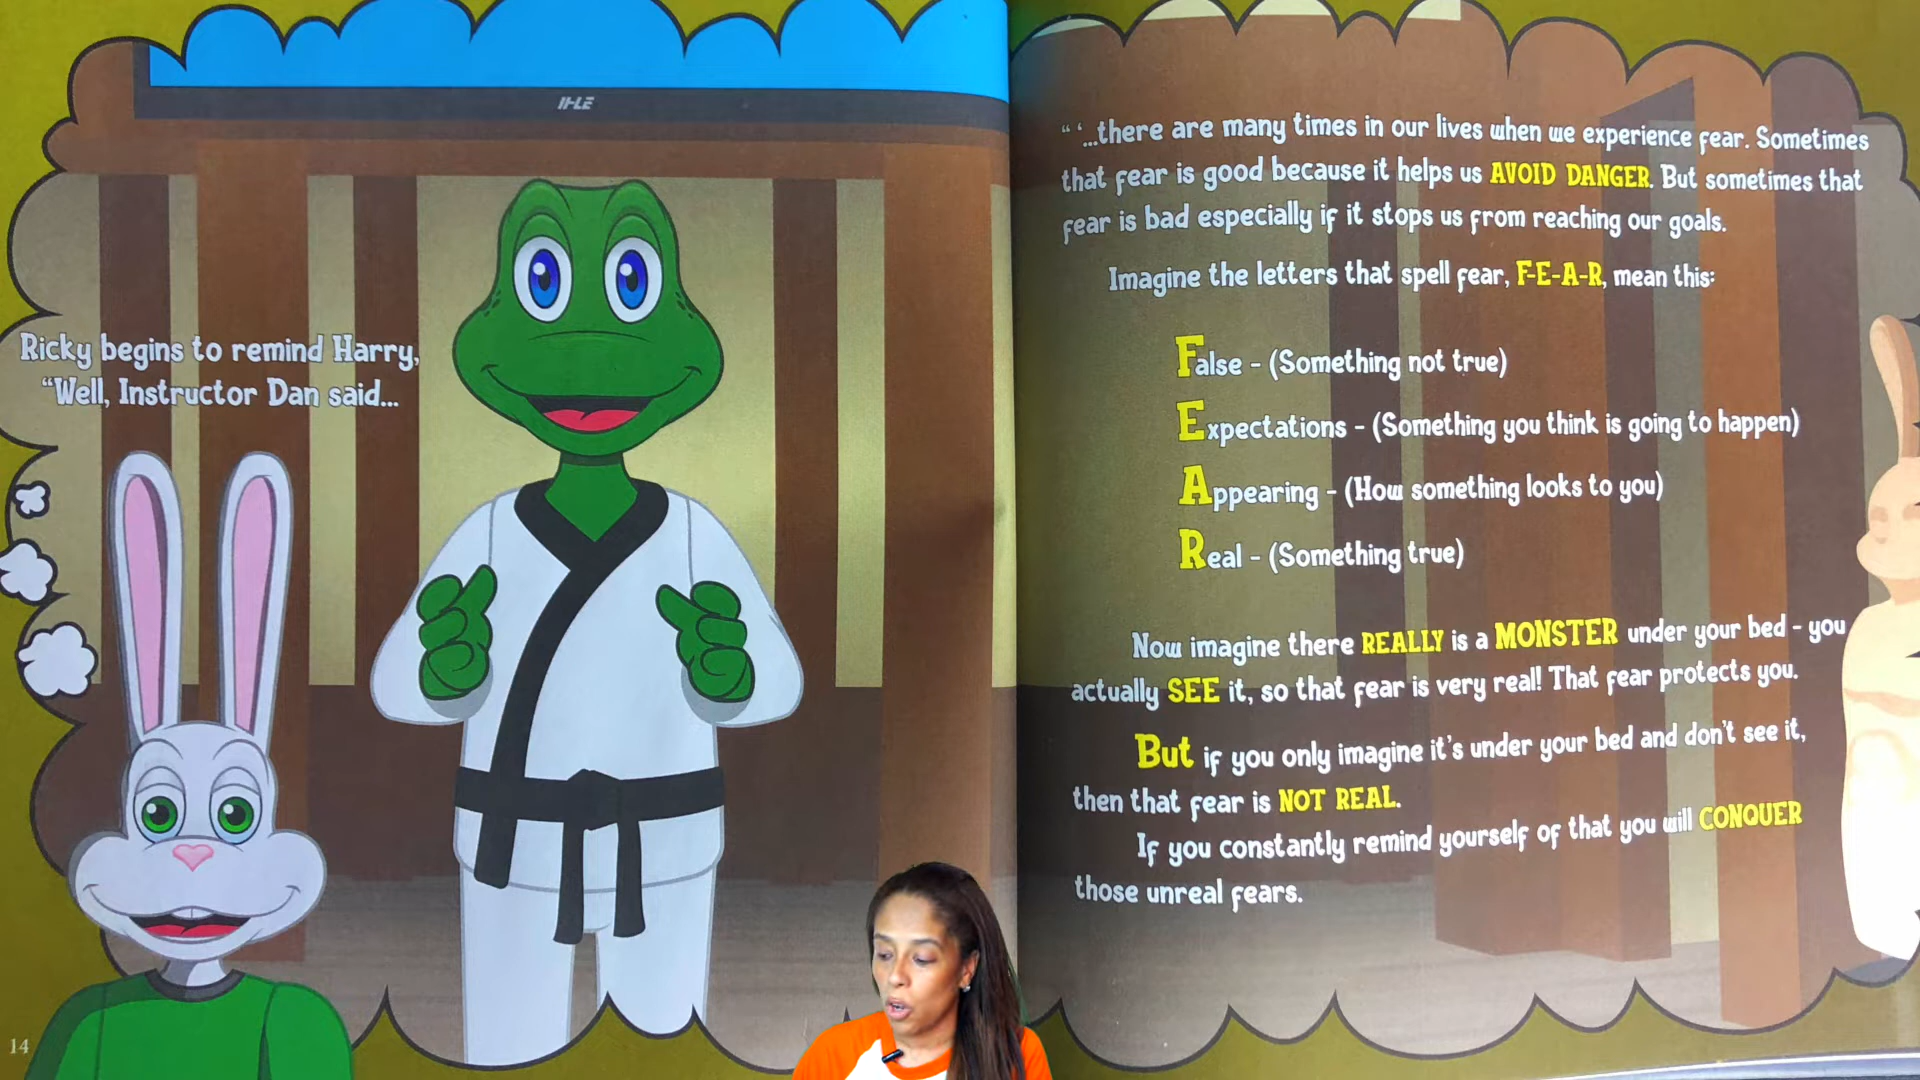 Ricky begins to remind Harry,
“Well, Instructor Dan said...
14
“ ‘...there are many times in our lives when we experience fear. Sometimes
that fear is good because it helps us AVOID DANGER. But sometimes that
fear is bad especially if it stops us from reaching our goals.
Imagine the letters that spell fear, F-E-A-R, mean this:
False - (Something not true)
Expectations - (Something you think is going to happen)
Appearing - (How something looks to you)
Real - (Something true)
Now imagine there REALLY is a MONSTER under your bed - you
actually SEE it, so that fear is very real! That fear protects you.
But if you only imagine it's under your bed and don't see it,
then that fear is NOT REAL.
If you constantly remind yourself of that you will CONQUER
those unreal fears.